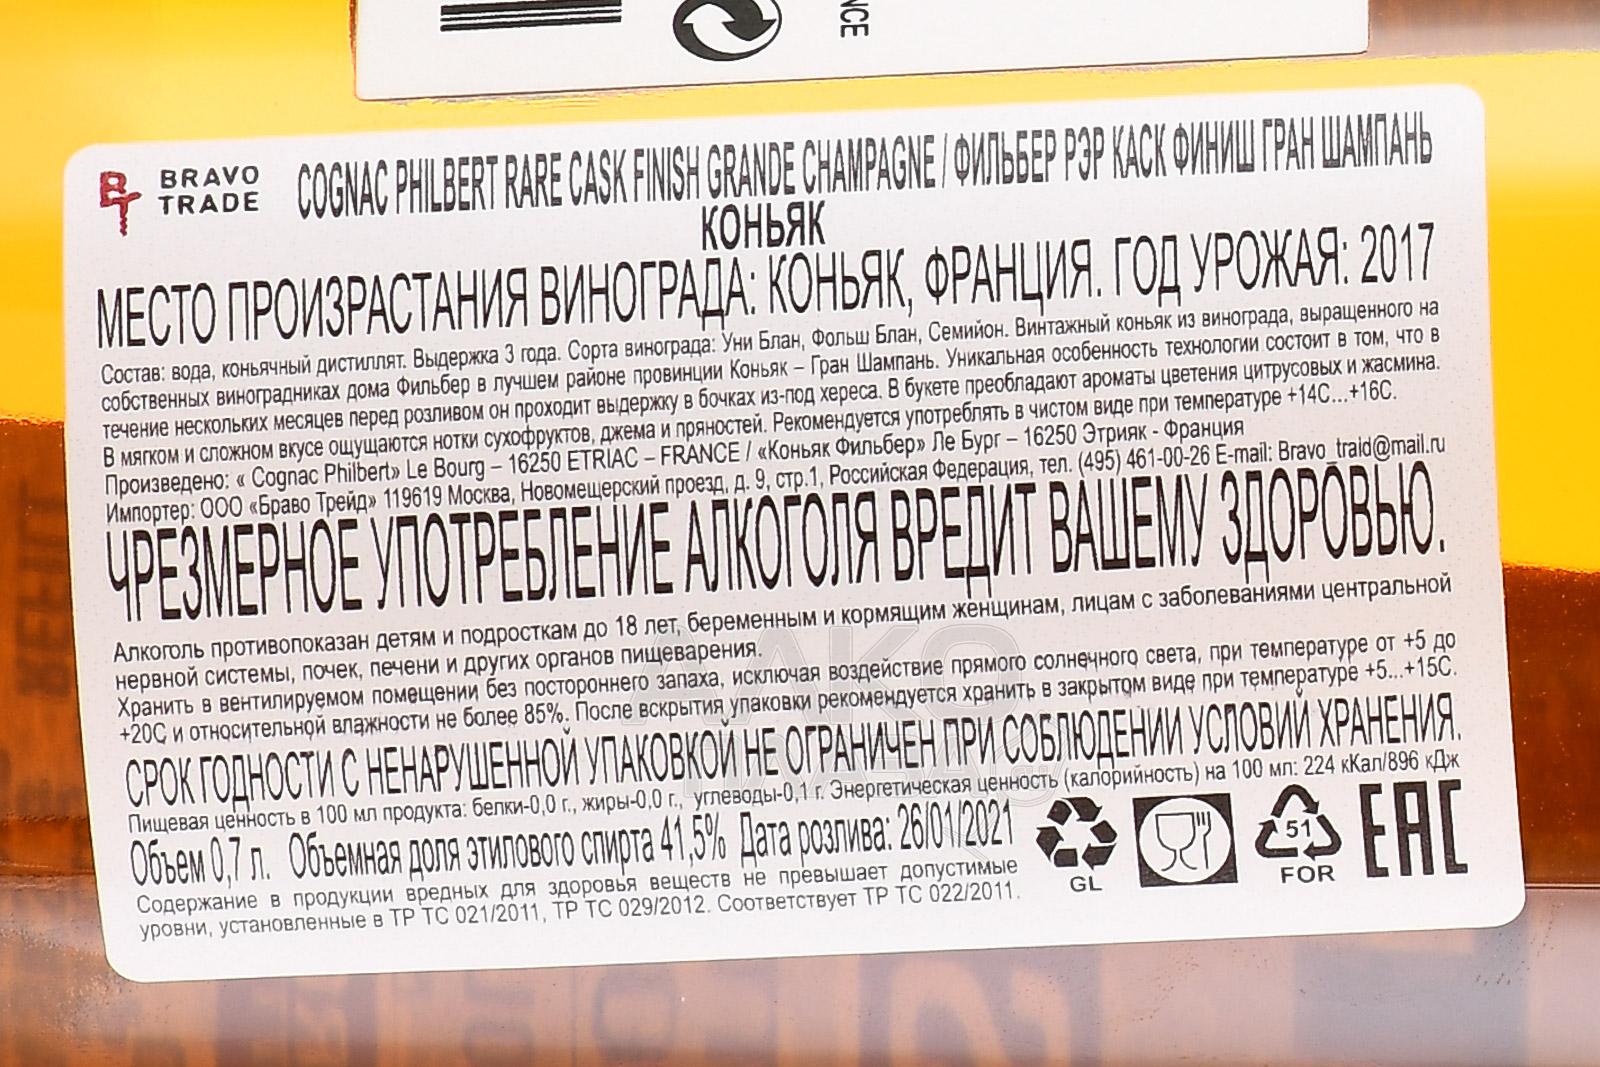 NCE
BRAVO
TRADE
COGNAC PHILBERT RARE CASK FINISH GRANDE CHAMPAGNE / ФИЛЬБЕР РЭР КАСК ФИНИШ ГРАН ШАМПАНЬ
КОНЬЯК
МЕСТО ПРОИЗРАСТАНИЯ ВИНОГРАДА: КОНЬЯК, ФРАНЦИЯ. ГОД УРОЖАЯ: 2017
Состав: вода, коньячный дистиллят. Выдержка 3 года. Сорта винограда: Уни Блан, Фольш Блан, Семийон. Винтажный коньяк из винограда, выращенного на
собственных виноградниках дома Фильбер в лучшем районе провинции Коньяк – Гран Шампань. Уникальная особенность технологии состоит в том, что в
течение нескольких месяцев перед розливом он проходит выдержку в бочках из-под хереса. В букете преобладают ароматы цветения цитрусовых и жасмина.
В мягком и сложном вкусе ощущаются нотки сухофруктов, джема и пряностей. Рекомендуется употреблять в чистом виде при температуре +14С...+16С.
Произведено: « Cognac Philbert» Le Bourg – 16250 ETRIAC – FRANCE / «Коньяк Фильбер» Ле Бург – 16250 Этрияк - Франция
Импортер: ООО «Браво Трейд» 119619 Москва, Новомещерский проезд, д. 9, стр.1, Российская Федерация, тел. (495) 461-00-26 E-mail: Bravo_traid@mail.ru
ЧРЕЗМЕРНОЕ УПОТРЕБЛЕНИЕ АЛКОГОЛЯ ВРЕДИТ ВАШЕМУ ЗДОРОВЬЮ.
Алкоголь противопоказан детям и подросткам до 18 лет, беременным и кормящим женщинам, лицам с заболеваниями центральной
нервной системы, почек, печени и других органов пищеварения.
Хранить в вентилируемом помещении без постороннего запаха, исключая воздействие прямого солнечного света, при температуре от +5 до
+20С и относительной влажности не более 85%. После вскрытия упаковки рекомендуется хранить в закрытом виде при температуре +5...+15С.
СРОК ГОДНОСТИ С НЕНАРУШЕННОЙ УПАКОВКОЙ НЕ ОГРАНИЧЕН ПРИ СОБЛЮДЕНИИ УСЛОВИЙ ХРАНЕНИЯ.
Пищевая ценность в 100 мл продукта: белки-0,0 г., жиры-0,0 г., углеводы-0,1 г. Энергетическая ценность (калорийность) на 100 мл: 224 кКал/896 кДж
Объем 0,7 л. Объемная доля этилового спирта 41,5% Дата розлива: 26/01/2021
Содержание в продукции вредных для здоровья веществ не превышает допустимые
уровни, установленные в ТР ТС 021/2011, ТР ТС 029/2012. Соответствует ТР ТС 022/2011.
GL
51
FOR
EAC